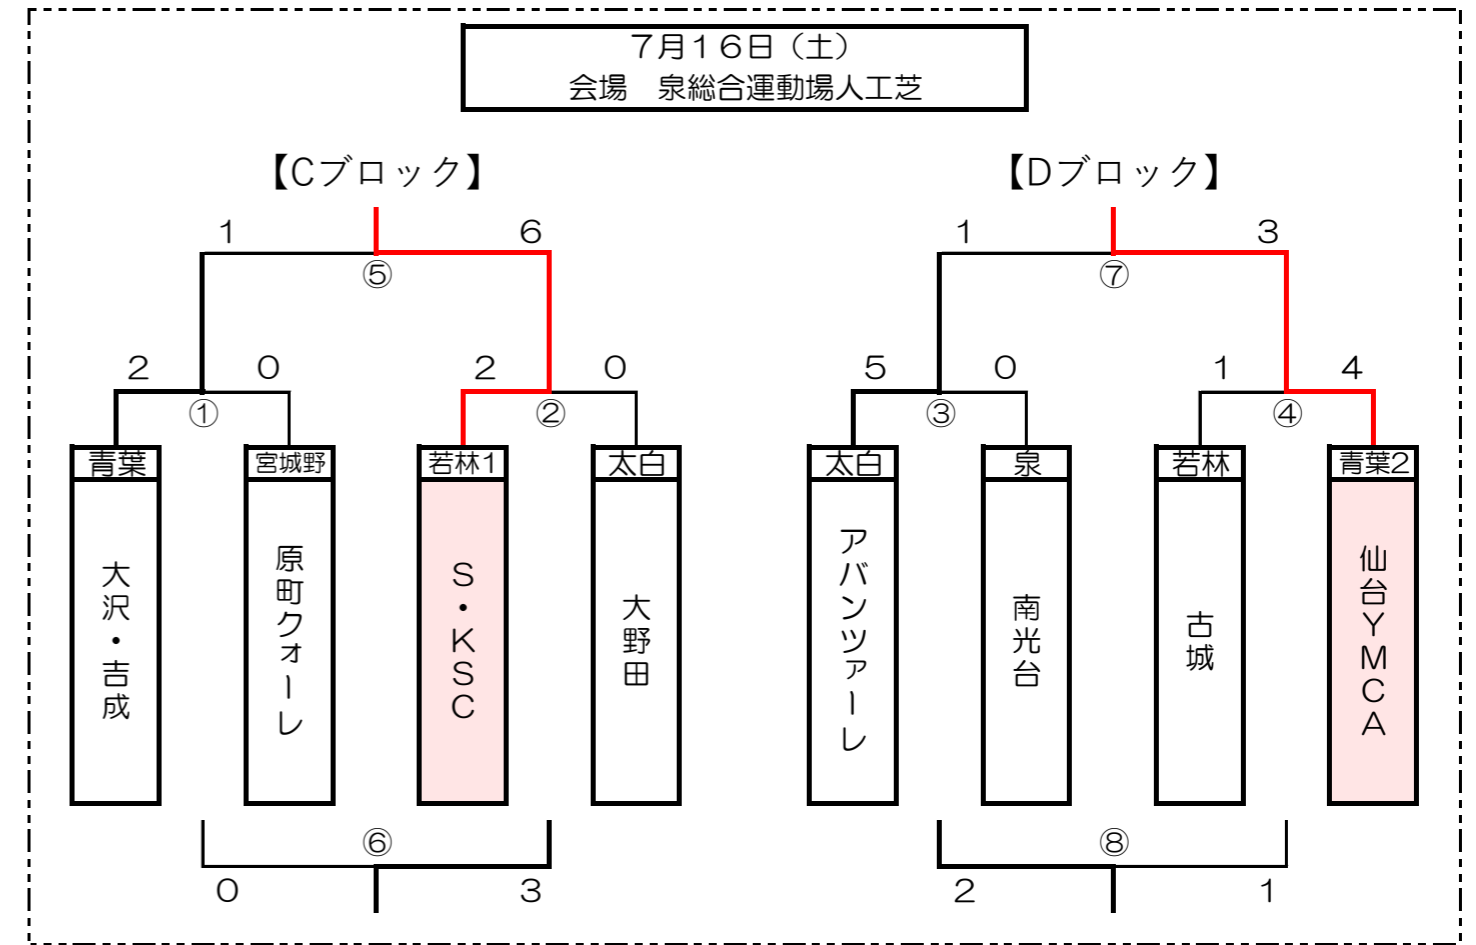 ７月１６日（土）
会場　泉総合運動場人工芝
【Cブロック】
【Dブロック】
1
6
1
3
⑤
⑦
2
0
2
0
5
0
1
4
①
②
③
④
青葉
宮城野
若林1
太白
太白
泉
若林
青葉2
大沢・吉成
原町クォーレ
S・KSC
大野田
アバンツァーレ
南光台
古城
仙台YMCA
⑥
⑧
0
3
2
1